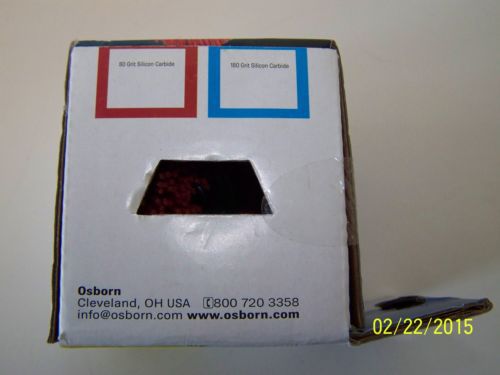 80 Grit Silicon Carbide
180 Grit Silicon Carbide
Osborn
Cleveland, OH USA ✆800 720 3358
info@osborn.com www.osborn.com
02/22/2015